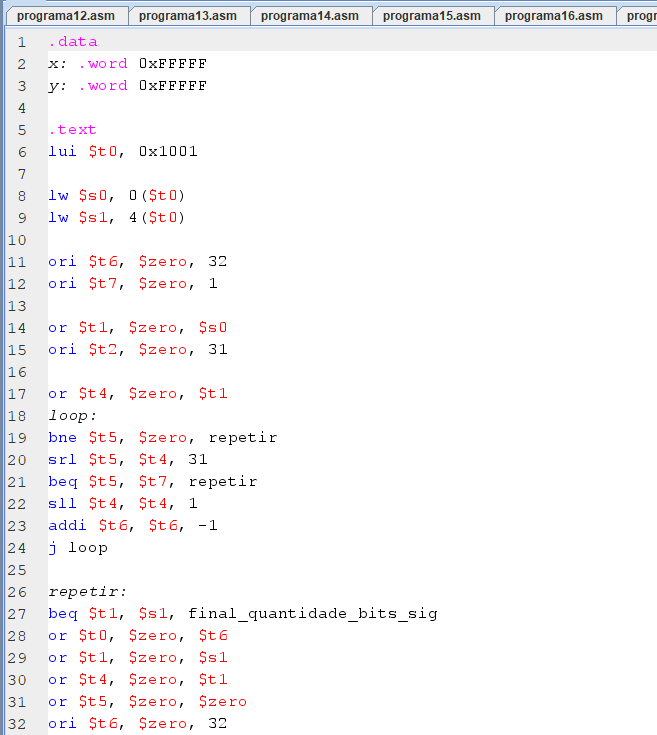 programa12.asm programa13.asm programa14.asm programa15.asm programa16.asm progr
1 .data
2 x: .word 0xFFFFF
3 y: .word 0xFFFFF
4
5 .text
6 lui $t0, 0x1001
7
8 lw $s0, 0($t0)
9 lw $s1, 4($t0)
10
11 ori $t6, $zero, 32
12 ori $t7, $zero, 1
13
14 or $t1, $zero, $s0
15 ori $t2, $zero, 31
16
17 or $t4, $zero, $t1
18 loop:
19 bne $t5, $zero, repetir
20 srl $t5, $t4, 31
21 beq $t5, $t7, repetir
22 sll $t4, $t4, 1
23 addi $t6, $t6, -1
24 j loop
25
26 repetir:
27 beq $t1, $s1, final_quantidade_bits_sig
28 or $t0, $zero, $t6
29 or $t1, $zero, $s1
30 or $t4, $zero, $t1
31 or $t5, $zero, $zero
32 ori $t6, $zero, 32